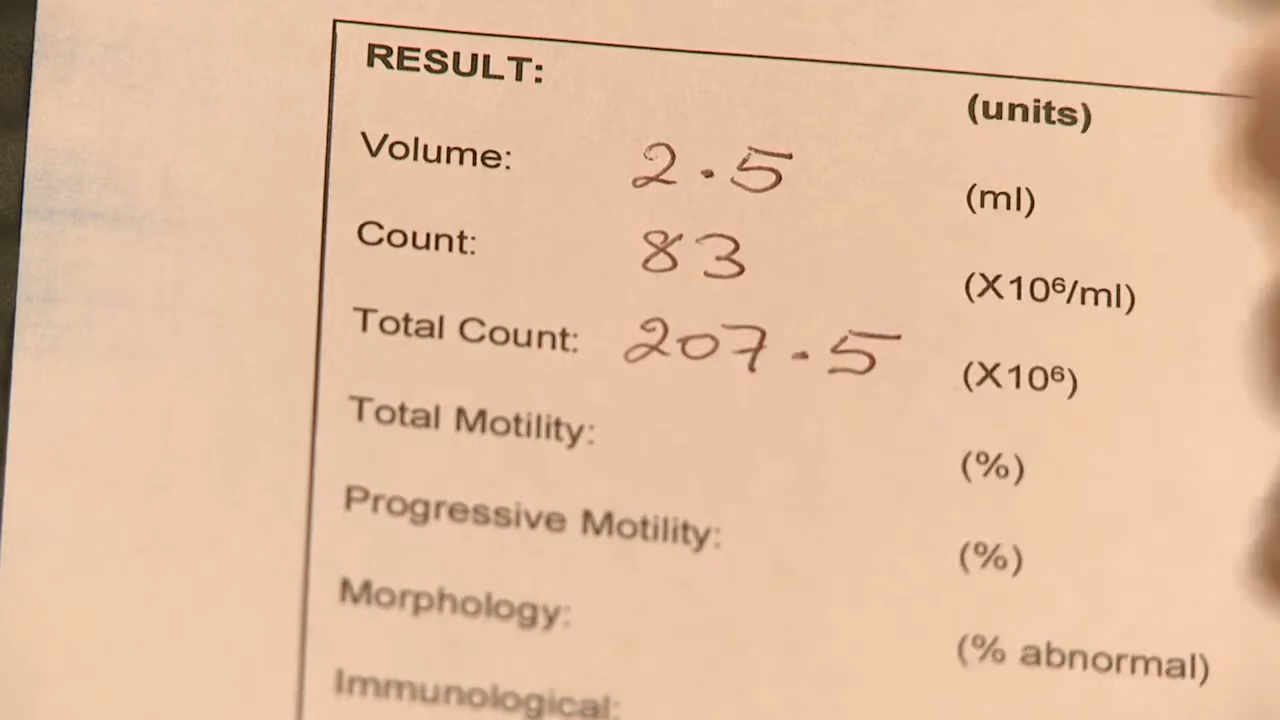 RESULT: (units)
Volume: 2.5 (ml)
Count: 83 (X10⁶/ml)
Total Count: 207.5 (X10⁶)
Total Motility: (%)
Progressive Motility: (%)
Morphology: (% abnormal)
Immunological: